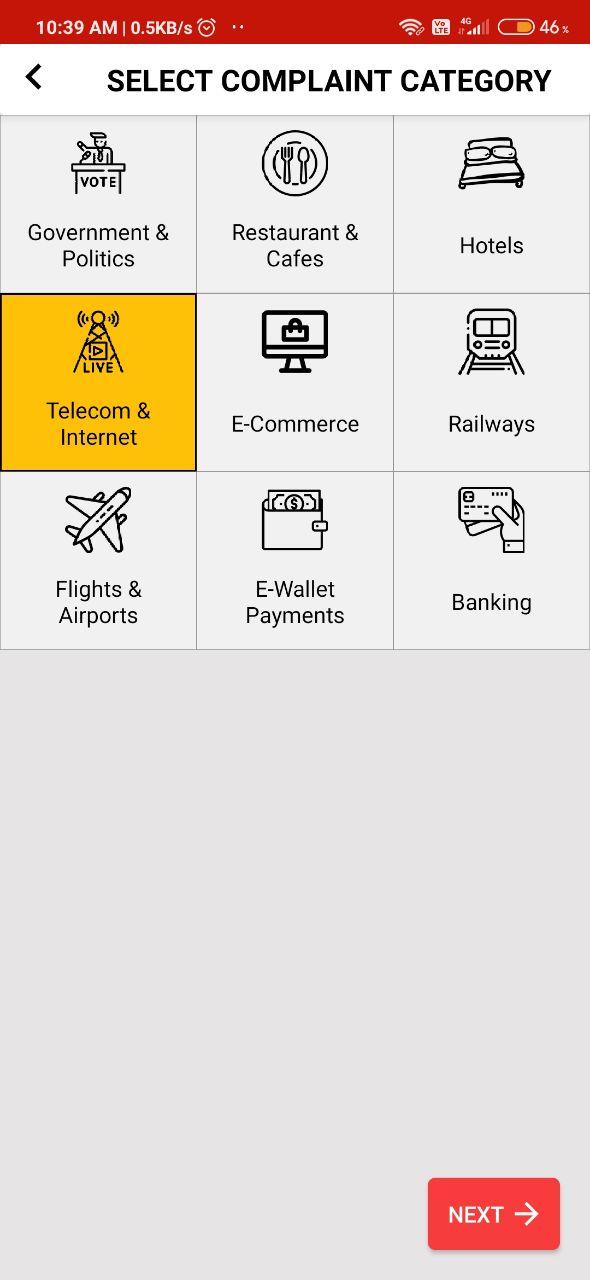 10:39 AM | 0.5KB/s
Vo LTE 4G 46%
SELECT COMPLAINT CATEGORY
VOTE
Government &
Politics
Restaurant &
Cafes
Hotels
LIVE
Telecom &
Internet
E-Commerce
Railways
Flights &
Airports
E-Wallet
Payments
Banking
NEXT